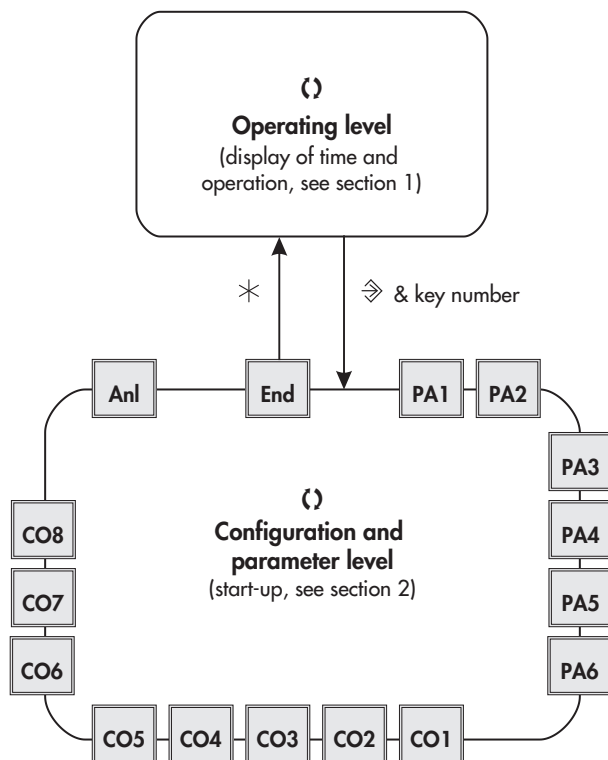 Operating level
(display of time and
operation, see section 1)
& key number
Anl
End
PA1
PA2
PA3
PA4
PA5
PA6
Configuration and
parameter level
(start-up, see section 2)
CO8
CO7
CO6
CO5
CO4
CO3
CO2
CO1